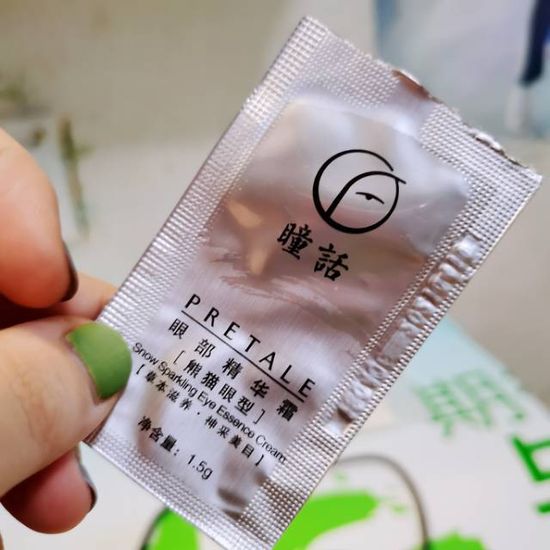 瞳話
PRETALE
眼部精华霜
[熊猫眼型]
Snow Sparkling Eye Essence Cream
[草本滋养·神采美目]
净含量：1.5g